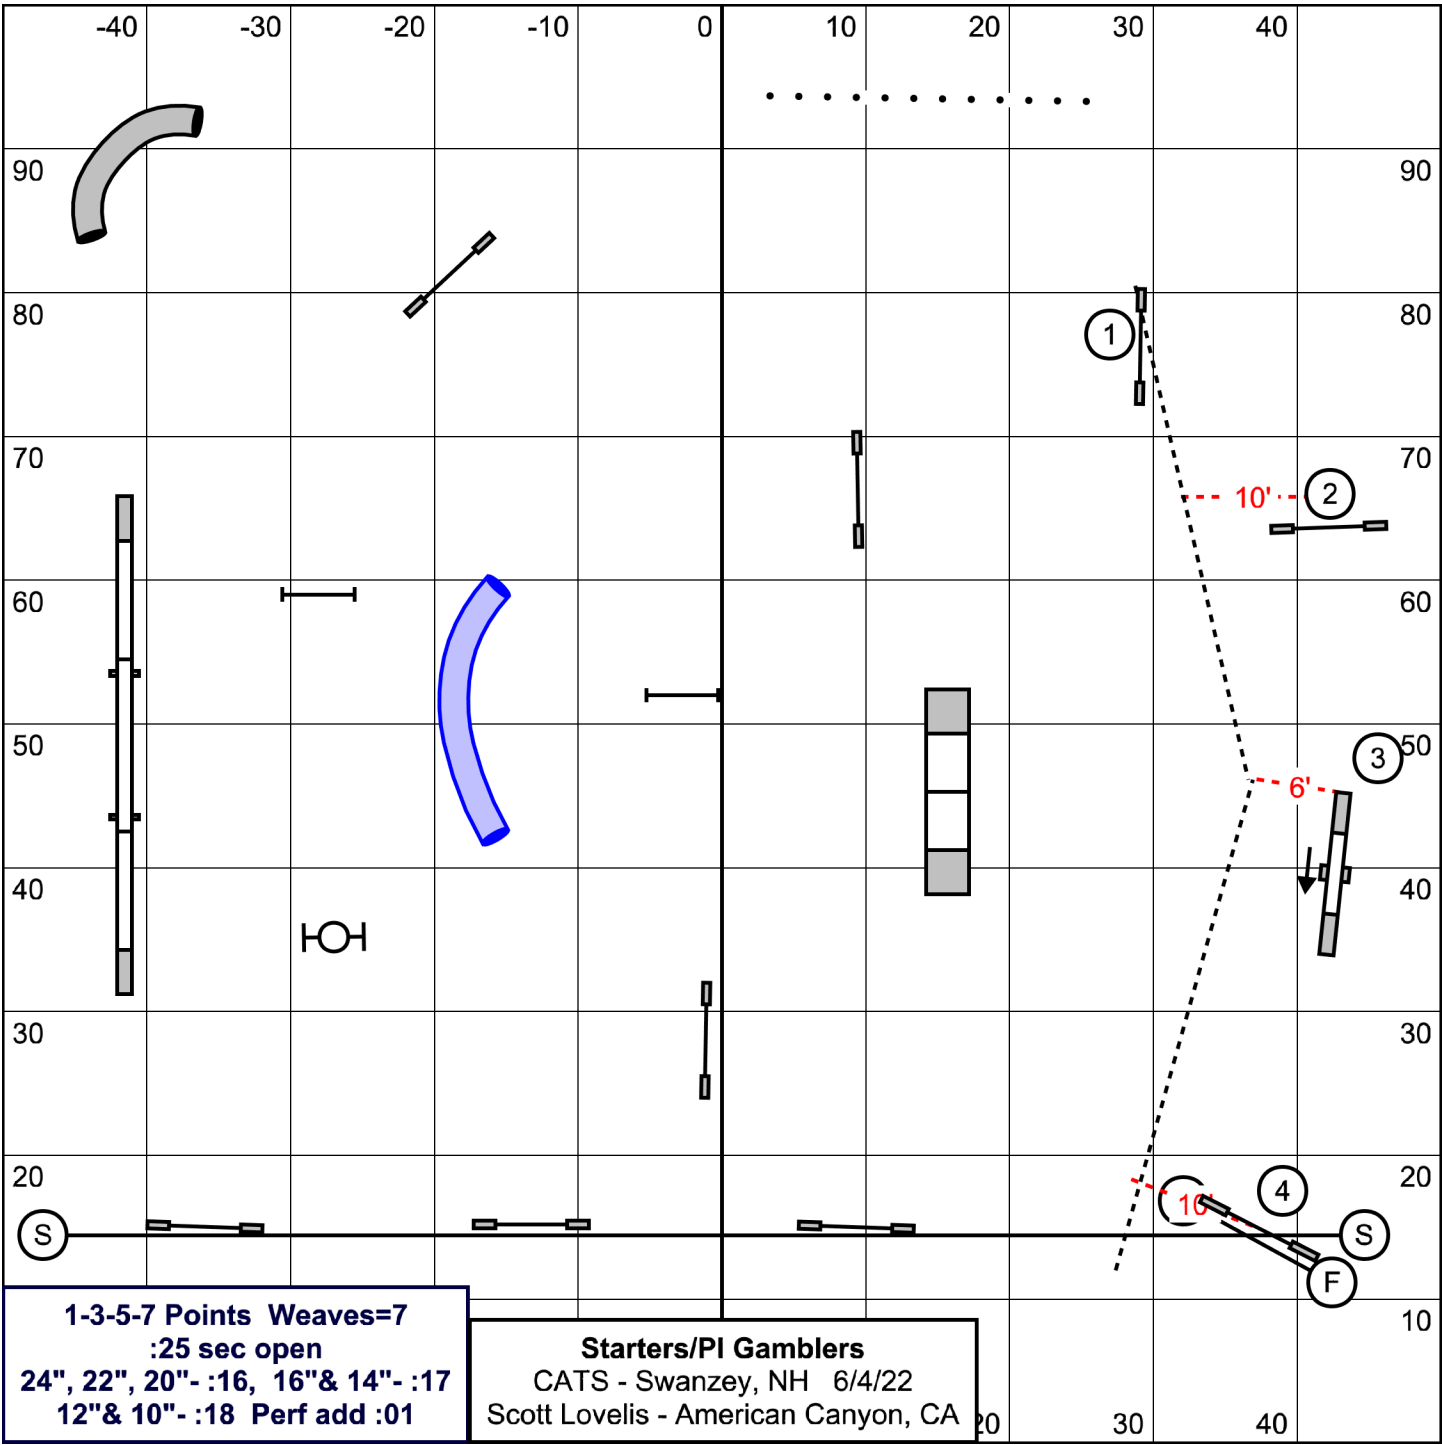 -40 -30 -20 -10 0 10 20 30 40
90 90
80 80
1
70 70
10' 2
60 60
50 3 50
6'
40 40
30 30
20 20
10' 4
S S
F
10
1-3-5-7 Points Weaves=7
:25 sec open
24", 22", 20"- :16, 16"& 14"- :17
12"& 10"- :18 Perf add :01
Starters/PI Gamblers
CATS - Swanzey, NH 6/4/22
Scott Lovelis - American Canyon, CA
20 30 40